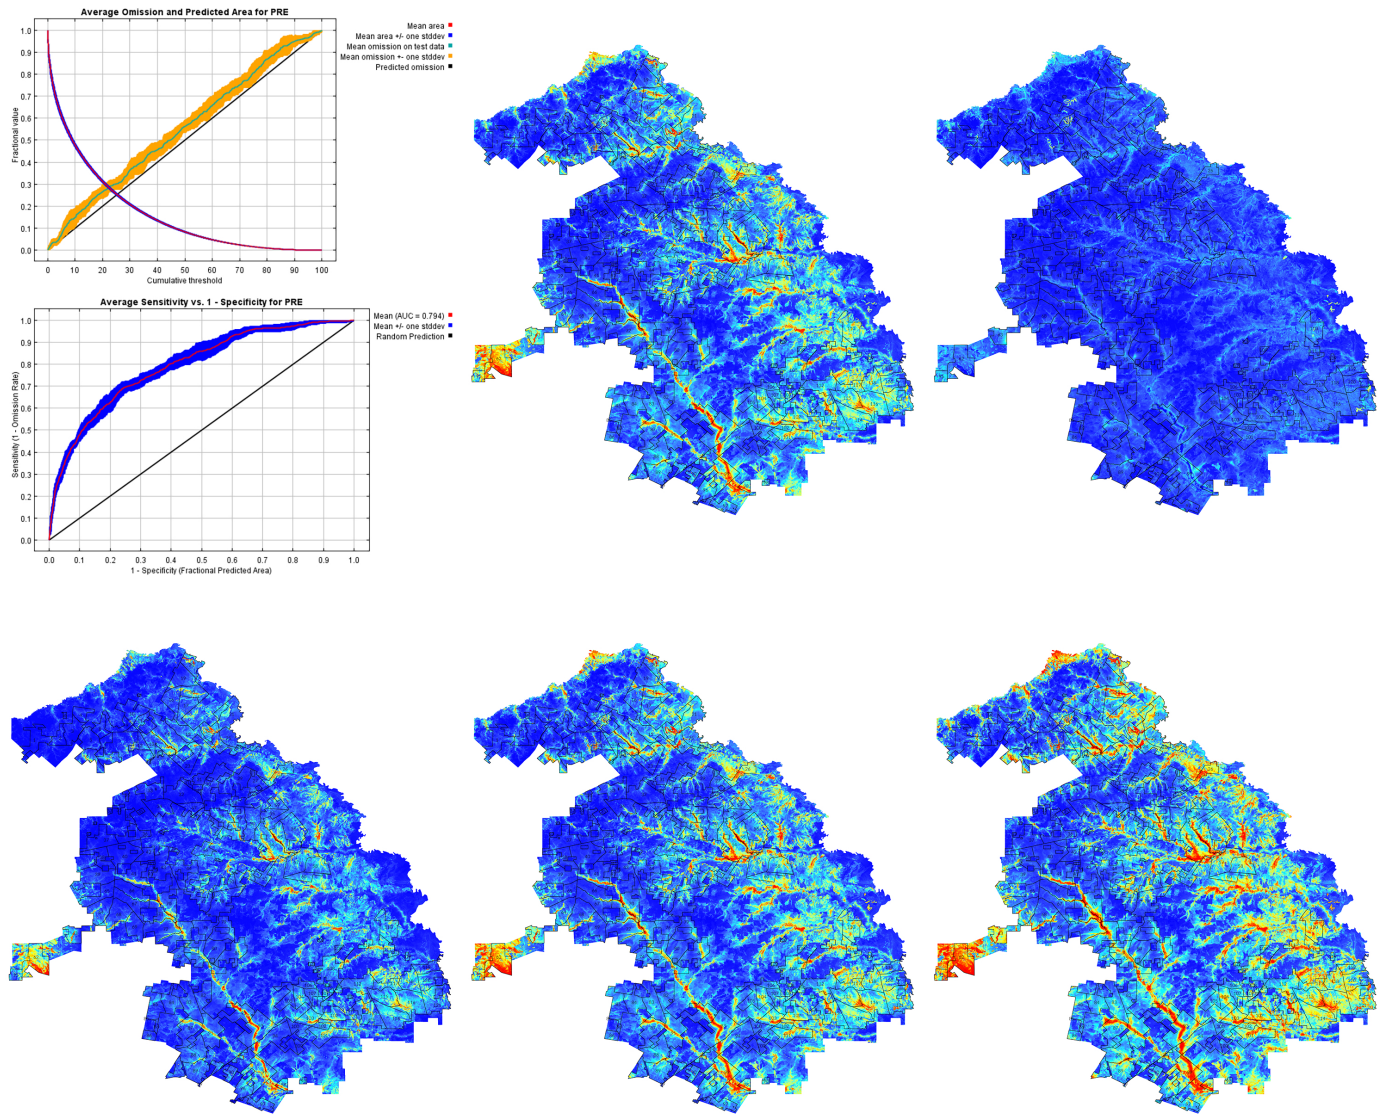 Average Omission and Predicted Area for PRE
Mean area
Mean area +/- one stddev
Mean omission on test data
Mean omission +- one stddev
Predicted omission
Fractional value
1.0
0.9
0.8
0.7
0.6
0.5
0.4
0.3
0.2
0.1
0.0
0 10 20 30 40 50 60 70 80 90 100
Cumulative threshold
Average Sensitivity vs. 1 - Specificity for PRE
Mean (AUC = 0.794)
Mean +/- one stddev
Random Prediction
Sensitivity (1 - Omission Rate)
1.0
0.9
0.8
0.7
0.6
0.5
0.4
0.3
0.2
0.1
0.0
0.0 0.1 0.2 0.3 0.4 0.5 0.6 0.7 0.8 0.9 1.0
1 - Specificity (Fractional Predicted Area)